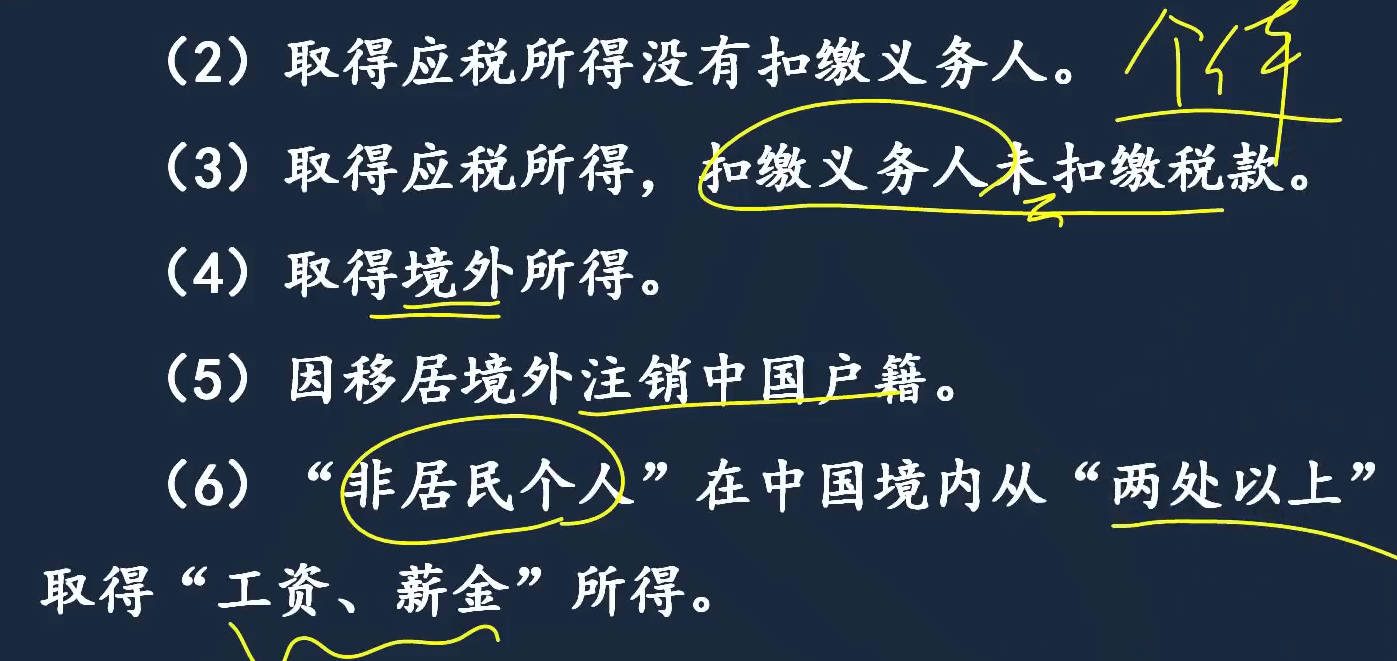 （2）取得应税所得没有扣缴义务人。 个体
（3）取得应税所得，扣缴义务人未扣缴税款。
（4）取得境外所得。
（5）因移居境外注销中国户籍。
（6）“非居民个人”在中国境内从“两处以上”
取得“工资、薪金”所得。